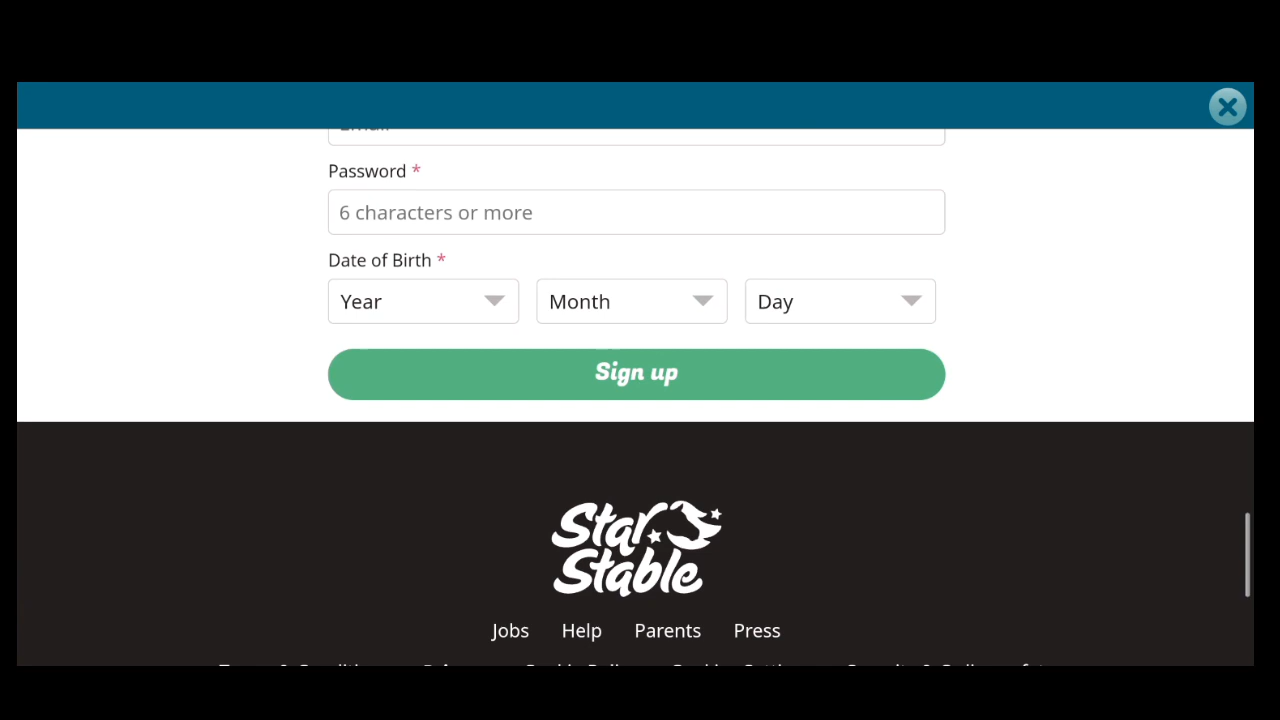 Password *
6 characters or more
Date of Birth *
Year Month Day
Sign up
Star Stable
Jobs Help Parents Press